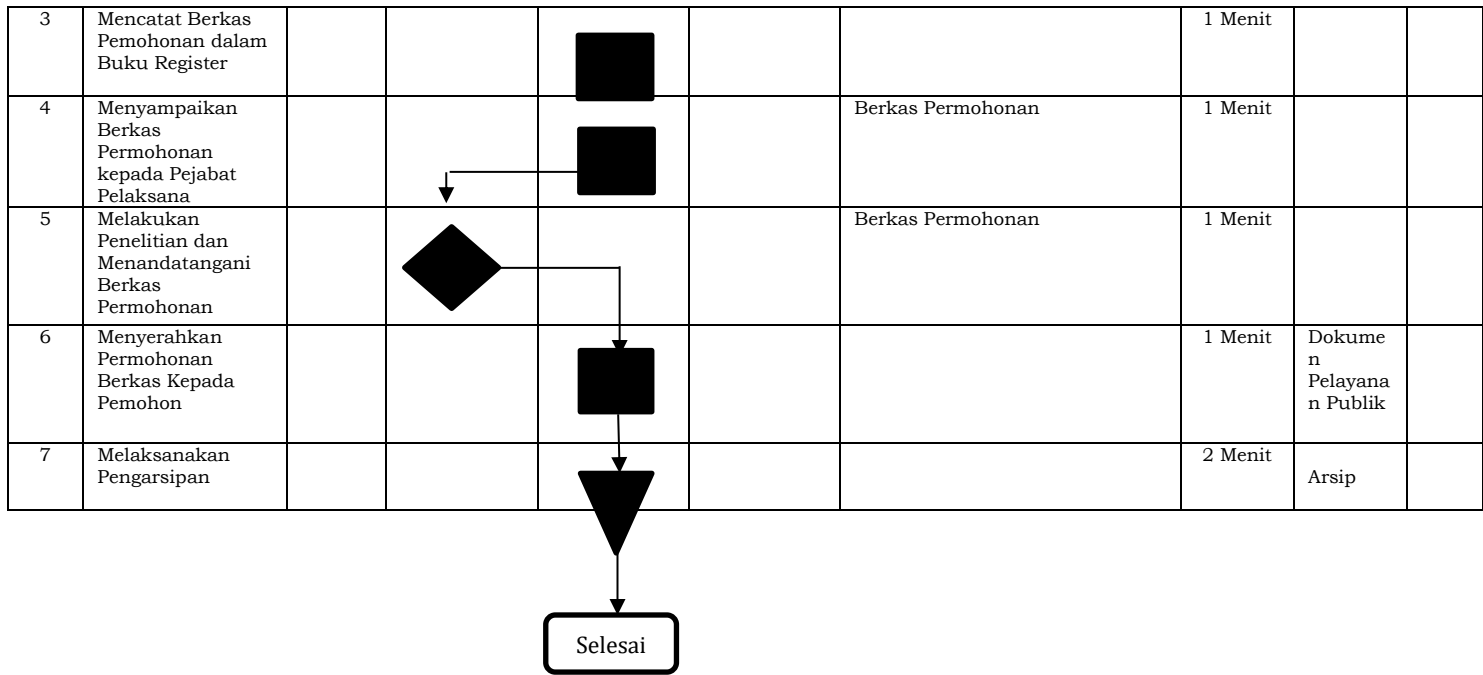 3
Mencatat Berkas
Pemohonan dalam
Buku Register
1 Menit
4
Menyampaikan
Berkas
Permohonan
kepada Pejabat
Pelaksana
Berkas Permohonan
1 Menit
5
Melakukan
Penelitian dan
Menandatangani
Berkas
Permohonan
Berkas Permohonan
1 Menit
6
Menyerahkan
Permohonan
Berkas Kepada
Pemohon
1 Menit
Dokume
n
Pelayana
n Publik
7
Melaksanakan
Pengarsipan
2 Menit
Arsip
Selesai